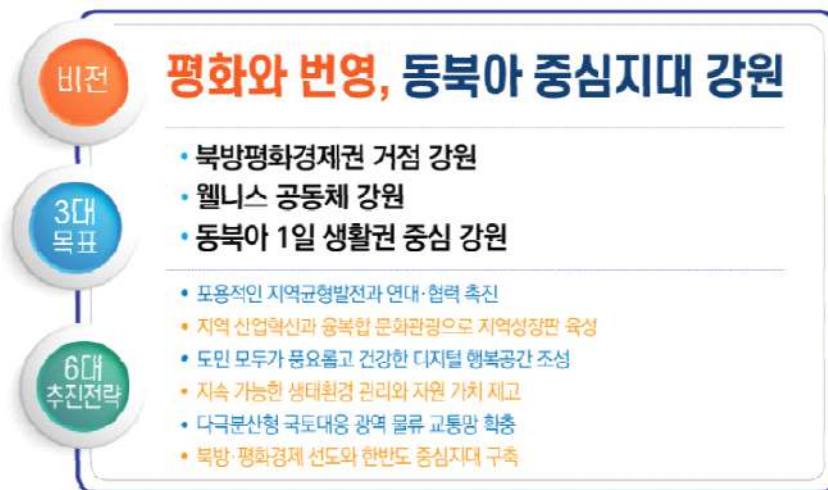 비전
평화와 번영, 동북아 중심지대 강원
3대
목표
• 북방평화경제권 거점 강원
• 웰니스 공동체 강원
• 동북아 1일 생활권 중심 강원
6대
추진전략
• 포용적인 지역균형발전과 연대·협력 촉진
• 지역 산업혁신과 융복합 문화관광으로 지역성장판 육성
• 도민 모두가 풍요롭고 건강한 디지털 행복공간 조성
• 지속 가능한 생태환경 관리와 자원 가치 제고
• 다극분산형 국토대응 광역 물류 교통망 확충
• 북방·평화경제 선도와 한반도 중심지대 구축